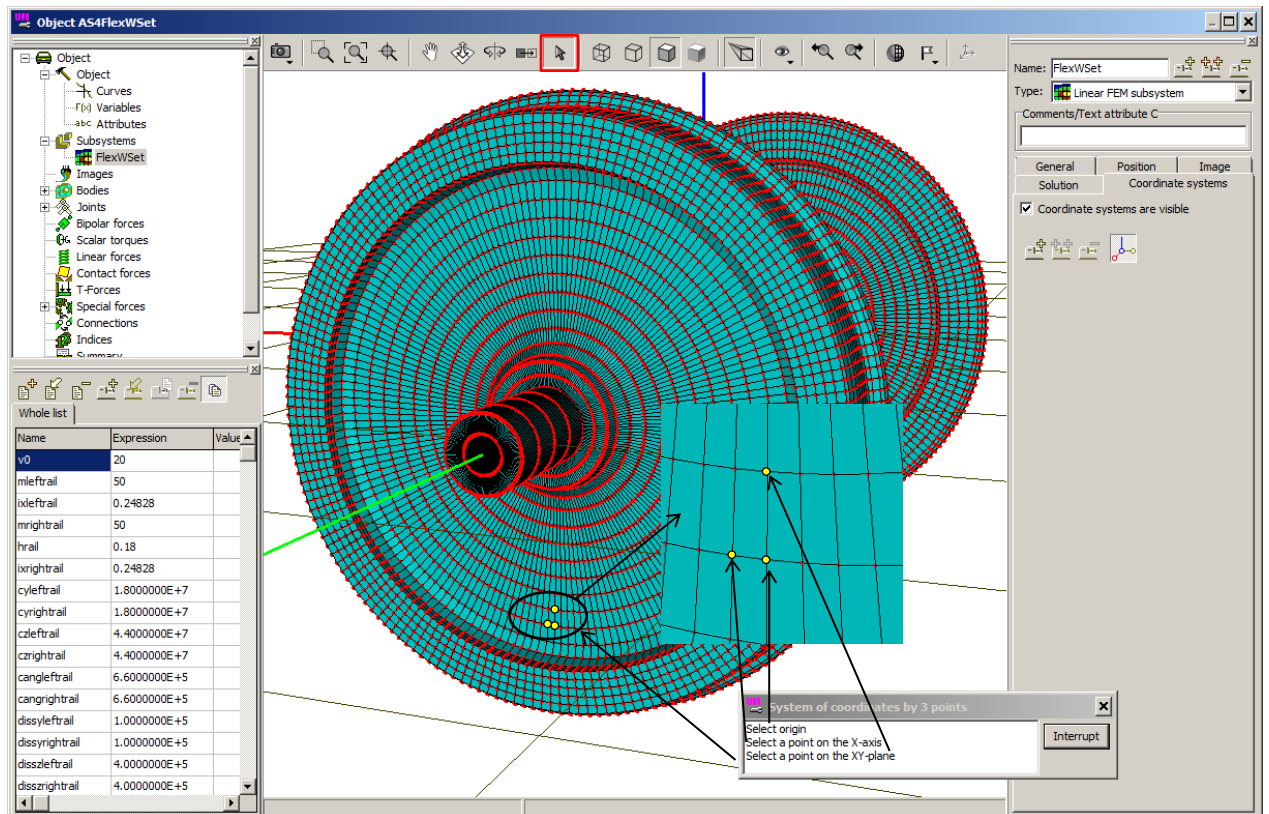 Object AS4FlexWSet
Object
Object
Curves
F(x) Variables
abc Attributes
Subsystems
FlexWSet
Images
Bodies
Joints
Bipolar forces
Scalar torques
Linear forces
Contact forces
T-Forces
Special forces
Connections
Indices
Summary
Whole list
Name Expression Value
v0 20
mleftrail 50
ixleftrail 0.24828
mrightrail 50
hrail 0.18
ixrightrail 0.24828
cyleftrail 1.8000000E+7
cyrightrail 1.8000000E+7
czleftrail 4.4000000E+7
czrightrail 4.4000000E+7
cangleftrail 6.6000000E+5
cangrightrail 6.6000000E+5
dissyleftrail 1.0000000E+5
dissyrightrail 1.0000000E+5
disszleftrail 4.0000000E+5
disszrightrail 4.0000000E+5
System of coordinates by 3 points
Select origin
Select a point on the X-axis
Select a point on the XY-plane
Interrupt
Name: FlexWSet
Type: Linear FEM subsystem
Comments/Text attribute C
General Position Image
Solution Coordinate systems
Coordinate systems are visible